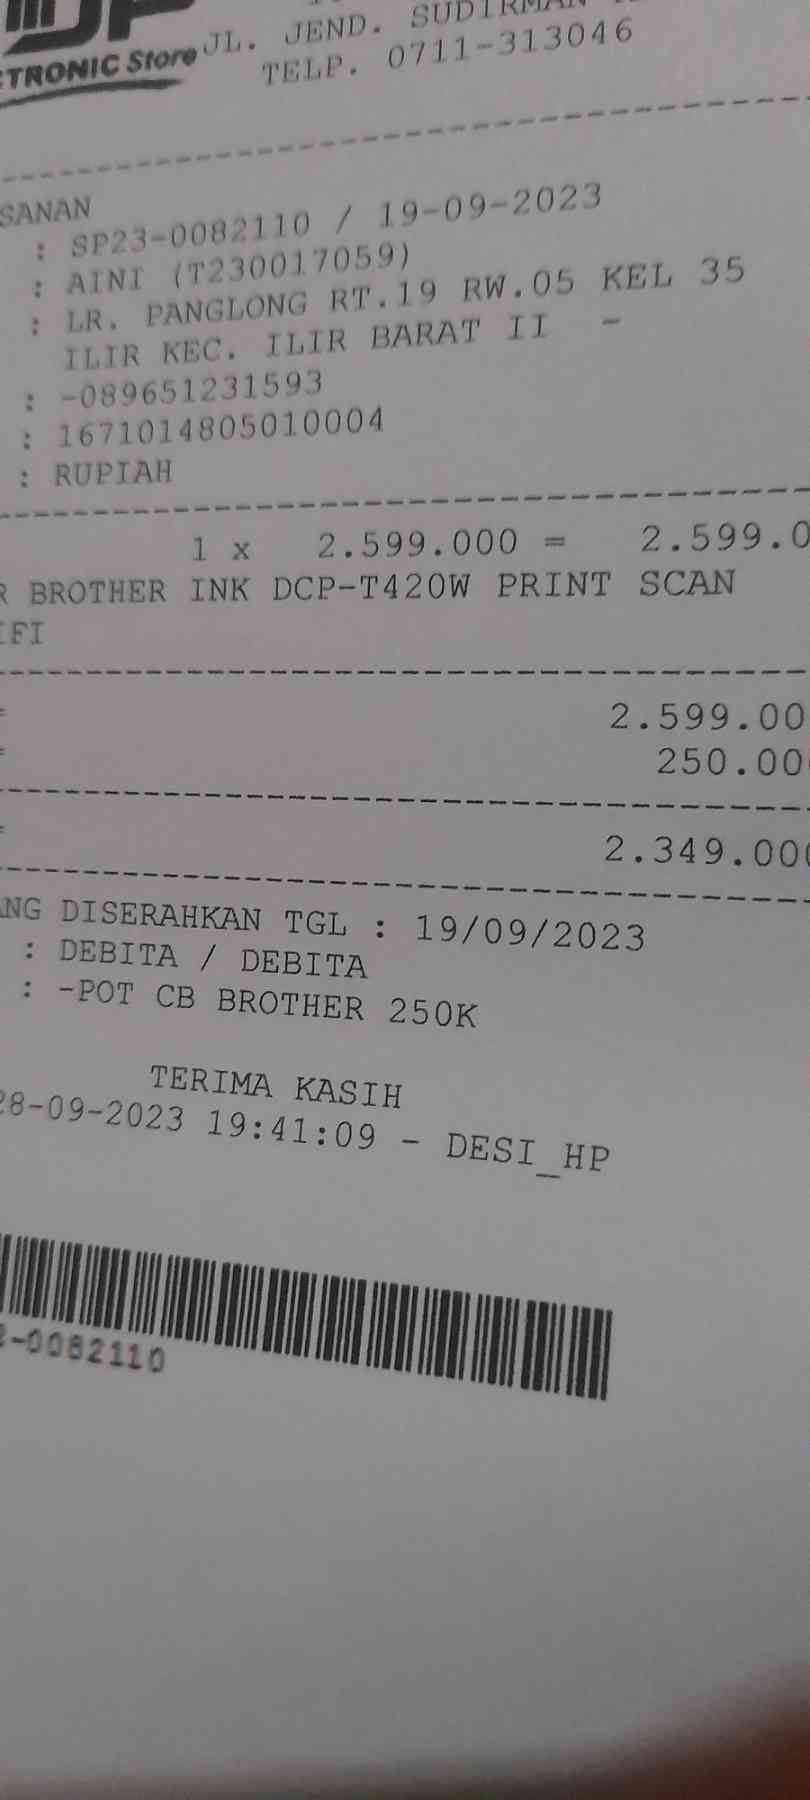 TRONIC Store
JL. JEND. SUDIRMAN
TELP. 0711-313046
SANAN
: SP23-0082110 / 19-09-2023
: AINI (T230017059)
: LR. PANGLONG RT.19 RW.05 KEL 35
ILIR KEC. ILIR BARAT II -
: -089651231593
: 1671014805010004
: RUPIAH
1 x 2.599.000 = 2.599.0
R BROTHER INK DCP-T420W PRINT SCAN
IFI
2.599.00
250.00
2.349.000
ANG DISERAHKAN TGL : 19/09/2023
: DEBITA / DEBITA
: -POT CB BROTHER 250K
TERIMA KASIH
28-09-2023 19:41:09 - DESI_HP
-0082110